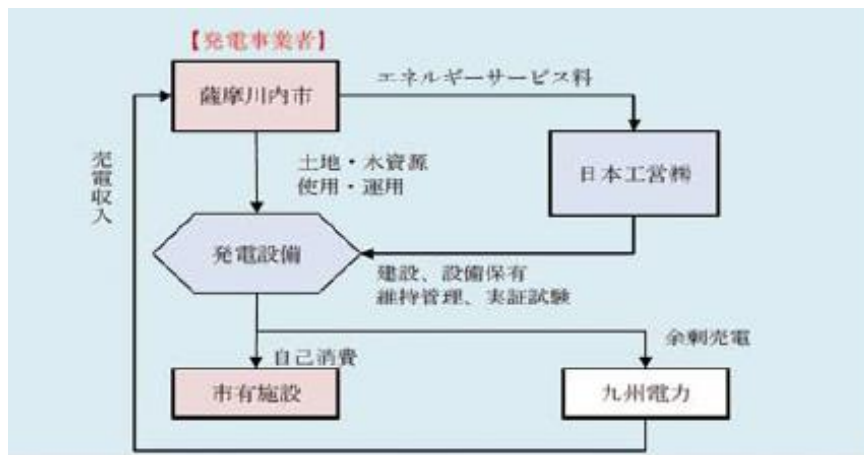 【発電事業者】
薩摩川内市
エネルギーサービス料
日本工営㈱
売電収入
土地・水資源
使用・運用
発電設備
建設、設備保有
維持管理、実証試験
余剰売電
自己消費
市有施設
九州電力